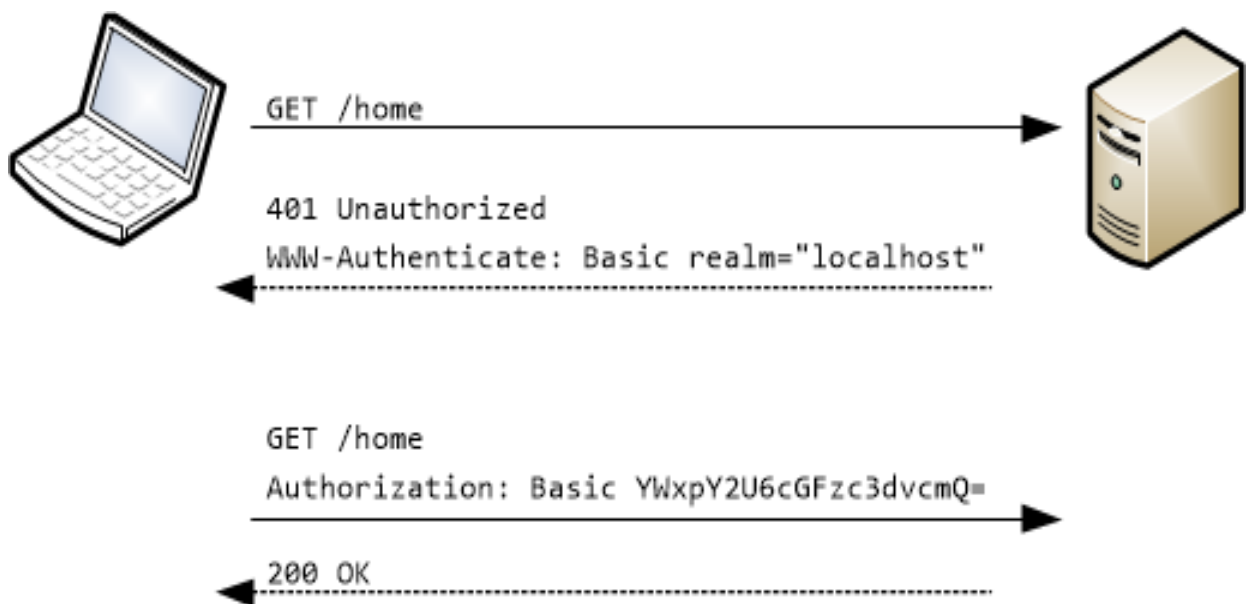 GET /home
401 Unauthorized
WWW-Authenticate: Basic realm="localhost"
GET /home
Authorization: Basic YWxpY2U6cGFzc3dvcmQ=
200 OK